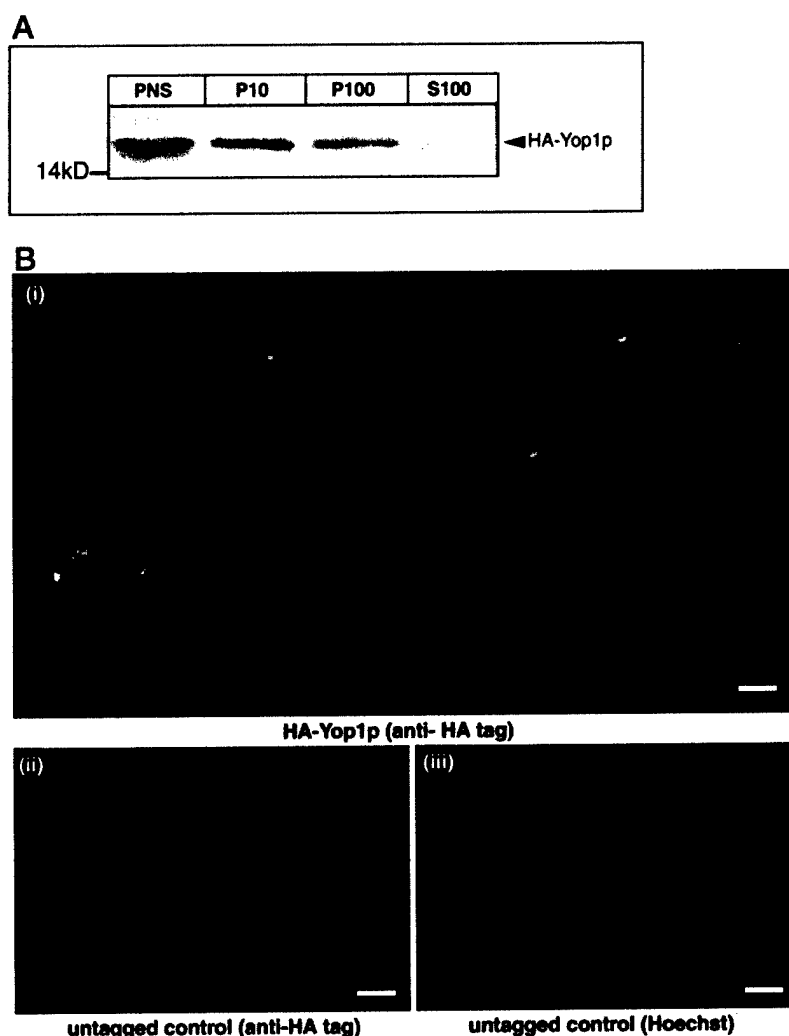 A
PNS P10 P100 S100
HA-Yop1p
14kD
B
(i)
HA-Yop1p (anti- HA tag)
(ii) (iii)
untagged control (anti-HA tag) untagged control (Hoechst)